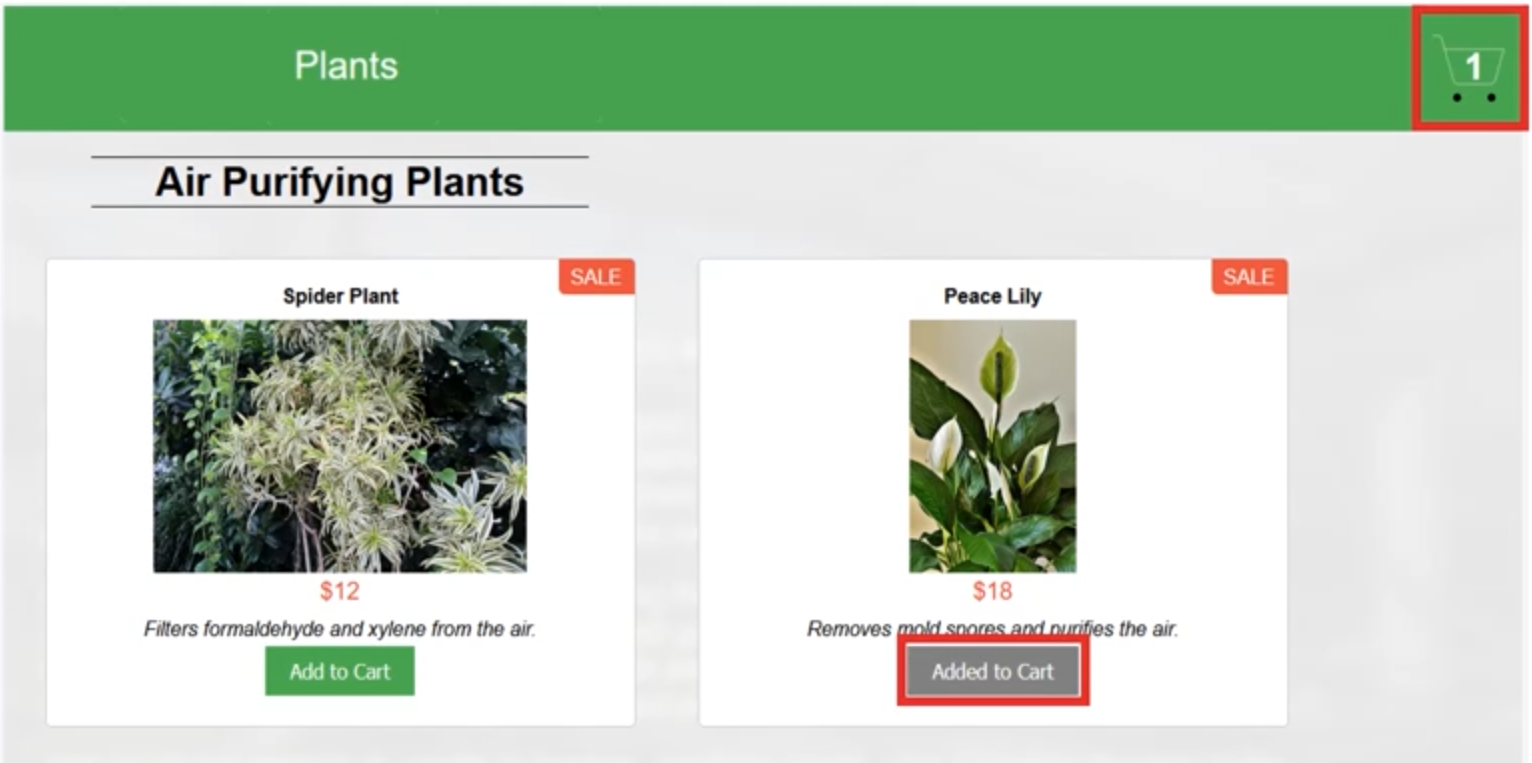 Plants
1
Air Purifying Plants
SALE
Spider Plant
$12
Filters formaldehyde and xylene from the air.
Add to Cart
SALE
Peace Lily
$18
Removes mold spores and purifies the air.
Added to Cart